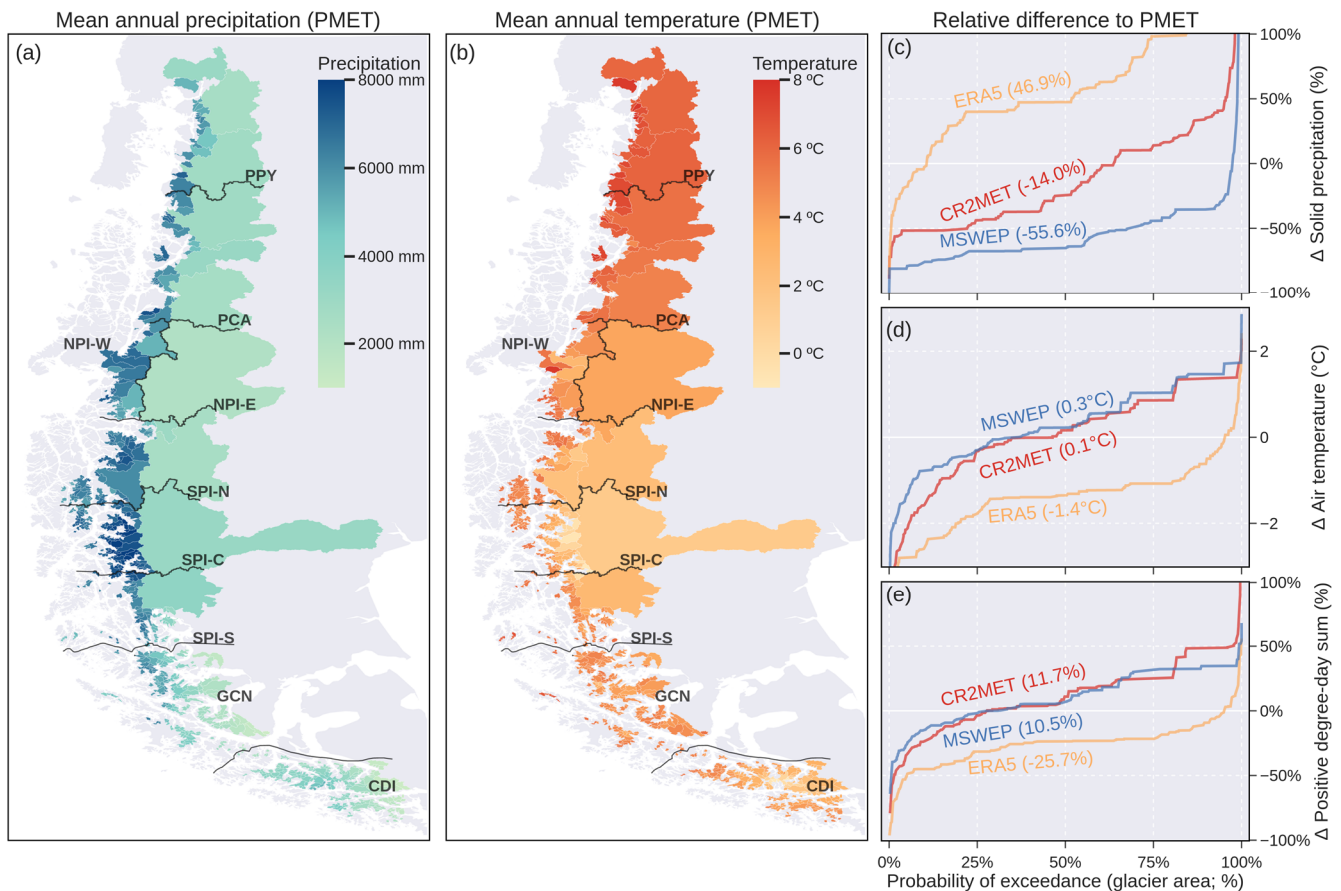 Mean annual precipitation (PMET)
Mean annual temperature (PMET)
Relative difference to PMET
(a)
Precipitation
8000 mm
6000 mm
4000 mm
2000 mm
PPY
PCA
NPI-W
NPI-E
SPI-N
SPI-C
SPI-S
GCN
CDI
(b)
Temperature
8 ºC
6 ºC
4 ºC
2 ºC
0 ºC
PPY
PCA
NPI-W
NPI-E
SPI-N
SPI-C
SPI-S
GCN
CDI
(c)
ERA5 (46.9%)
CR2MET (-14.0%)
MSWEP (-55.6%)
100%
50%
0%
−50%
−100%
Δ Solid precpitation (%)
(d)
MSWEP (0.3°C)
CR2MET (0.1°C)
ERA5 (-1.4°C)
2
0
−2
Δ Air temperature (°C)
(e)
CR2MET (11.7%)
MSWEP (10.5%)
ERA5 (-25.7%)
100%
50%
0%
−50%
−100%
Δ Positive degree-day sum (%)
0%
25%
50%
75%
100%
Probability of exceedance (glacier area; %)